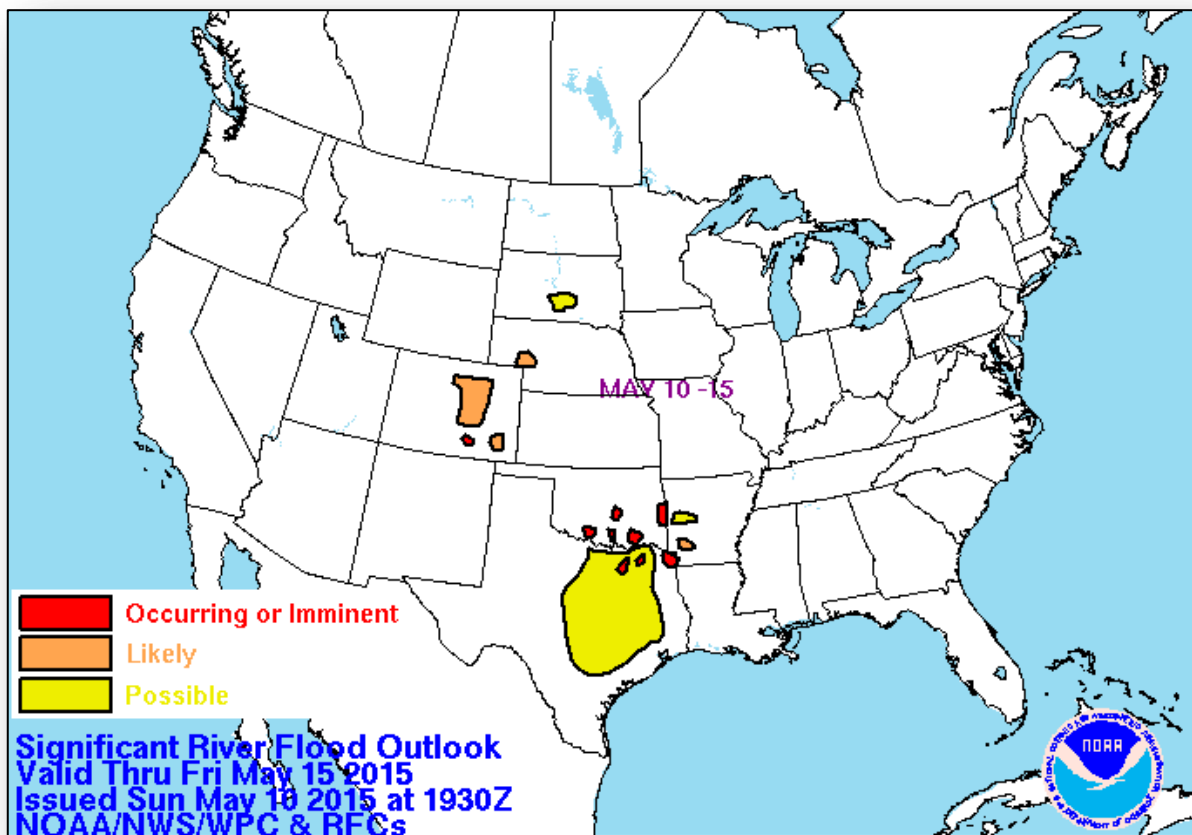 MAY 10 -15
Occurring or Imminent
Likely
Possible
Significant River Flood Outlook
Valid Thru Fri May 15 2015
Issued Sun May 10 2015 at 1930Z
NOAA/NWS/WPC & RFCs
NOAA